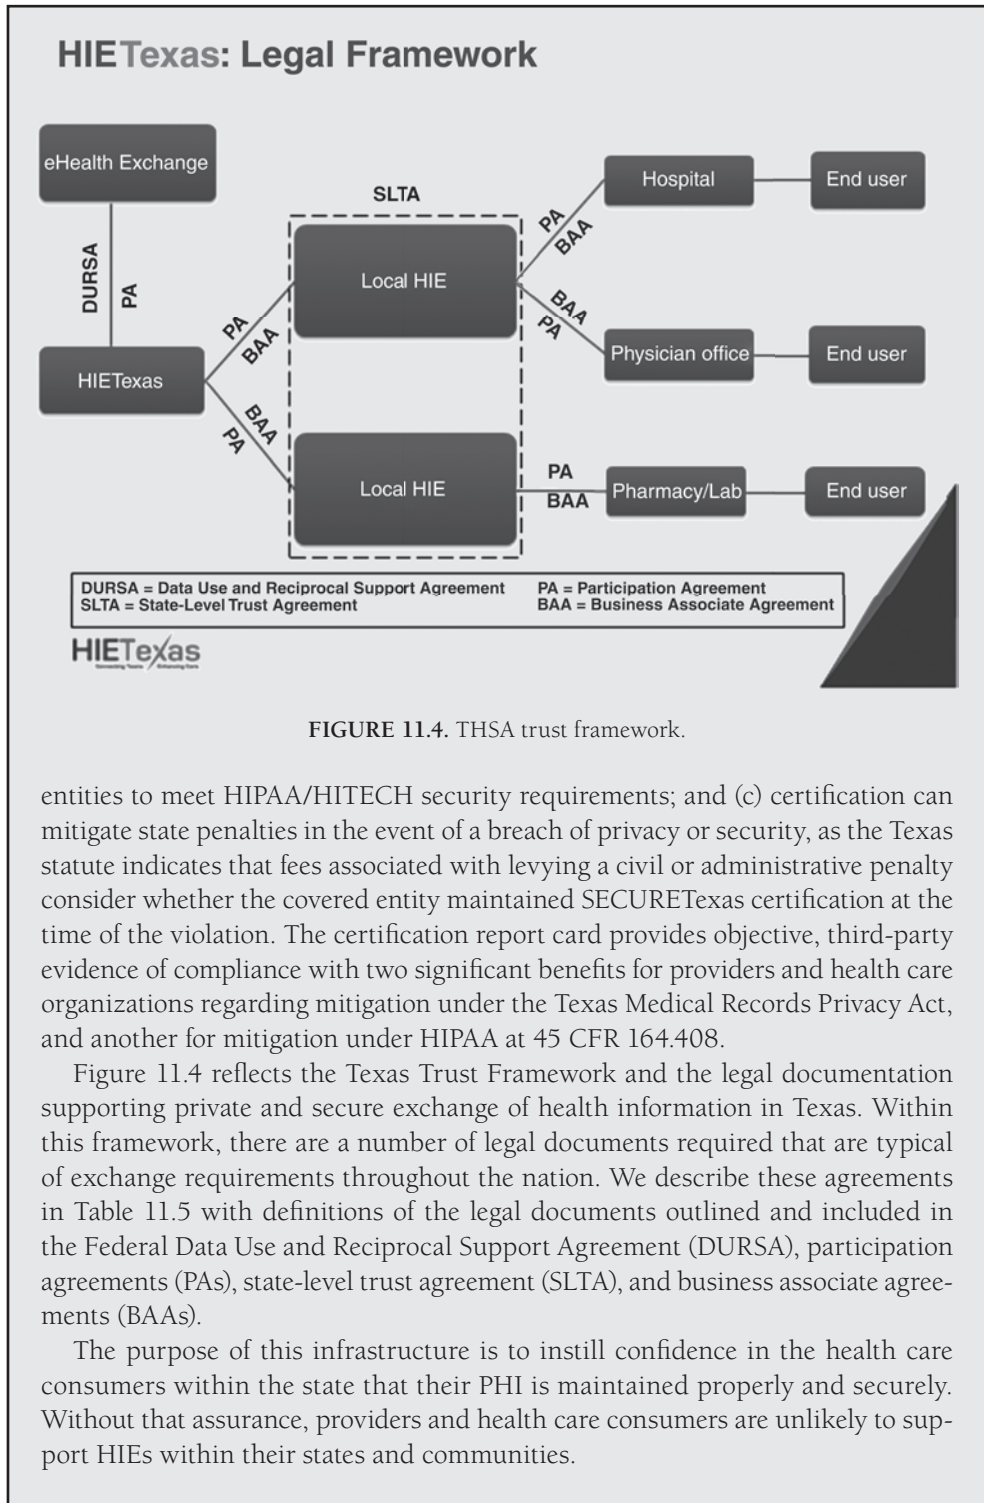 HIETexas: Legal Framework
eHealth Exchange
SLTA
Hospital
End user
DURSA
PA
PA
BAA
Local HIE
PA
BAA
BAA
PA
HIETexas
Physician office
End user
BAA
PA
Local HIE
PA
BAA
Pharmacy/Lab
End user
DURSA = Data Use and Reciprocal Support Agreement
PA = Participation Agreement
SLTA = State-Level Trust Agreement
BAA = Business Associate Agreement
HIETexas
FIGURE 11.4. THSA trust framework.
entities to meet HIPAA/HITECH security requirements; and (c) certification can
mitigate state penalties in the event of a breach of privacy or security, as the Texas
statute indicates that fees associated with levying a civil or administrative penalty
consider whether the covered entity maintained SECURETexas certification at the
time of the violation. The certification report card provides objective, third-party
evidence of compliance with two significant benefits for providers and health care
organizations regarding mitigation under the Texas Medical Records Privacy Act,
and another for mitigation under HIPAA at 45 CFR 164.408.
Figure 11.4 reflects the Texas Trust Framework and the legal documentation
supporting private and secure exchange of health information in Texas. Within
this framework, there are a number of legal documents required that are typical
of exchange requirements throughout the nation. We describe these agreements
in Table 11.5 with definitions of the legal documents outlined and included in
the Federal Data Use and Reciprocal Support Agreement (DURSA), participation
agreements (PAs), state-level trust agreement (SLTA), and business associate agree-
ments (BAAs).
The purpose of this infrastructure is to instill confidence in the health care
consumers within the state that their PHI is maintained properly and securely.
Without that assurance, providers and health care consumers are unlikely to sup-
port HIEs within their states and communities.